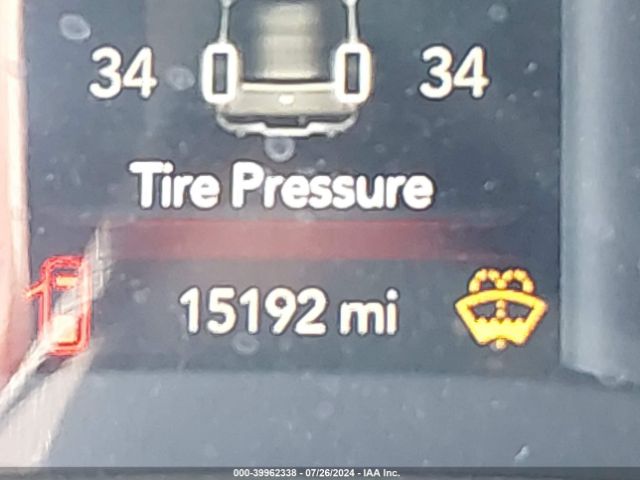 34 34
Tire Pressure
15192 mi
000-39962338 - 07/26/2024 - IAA Inc.